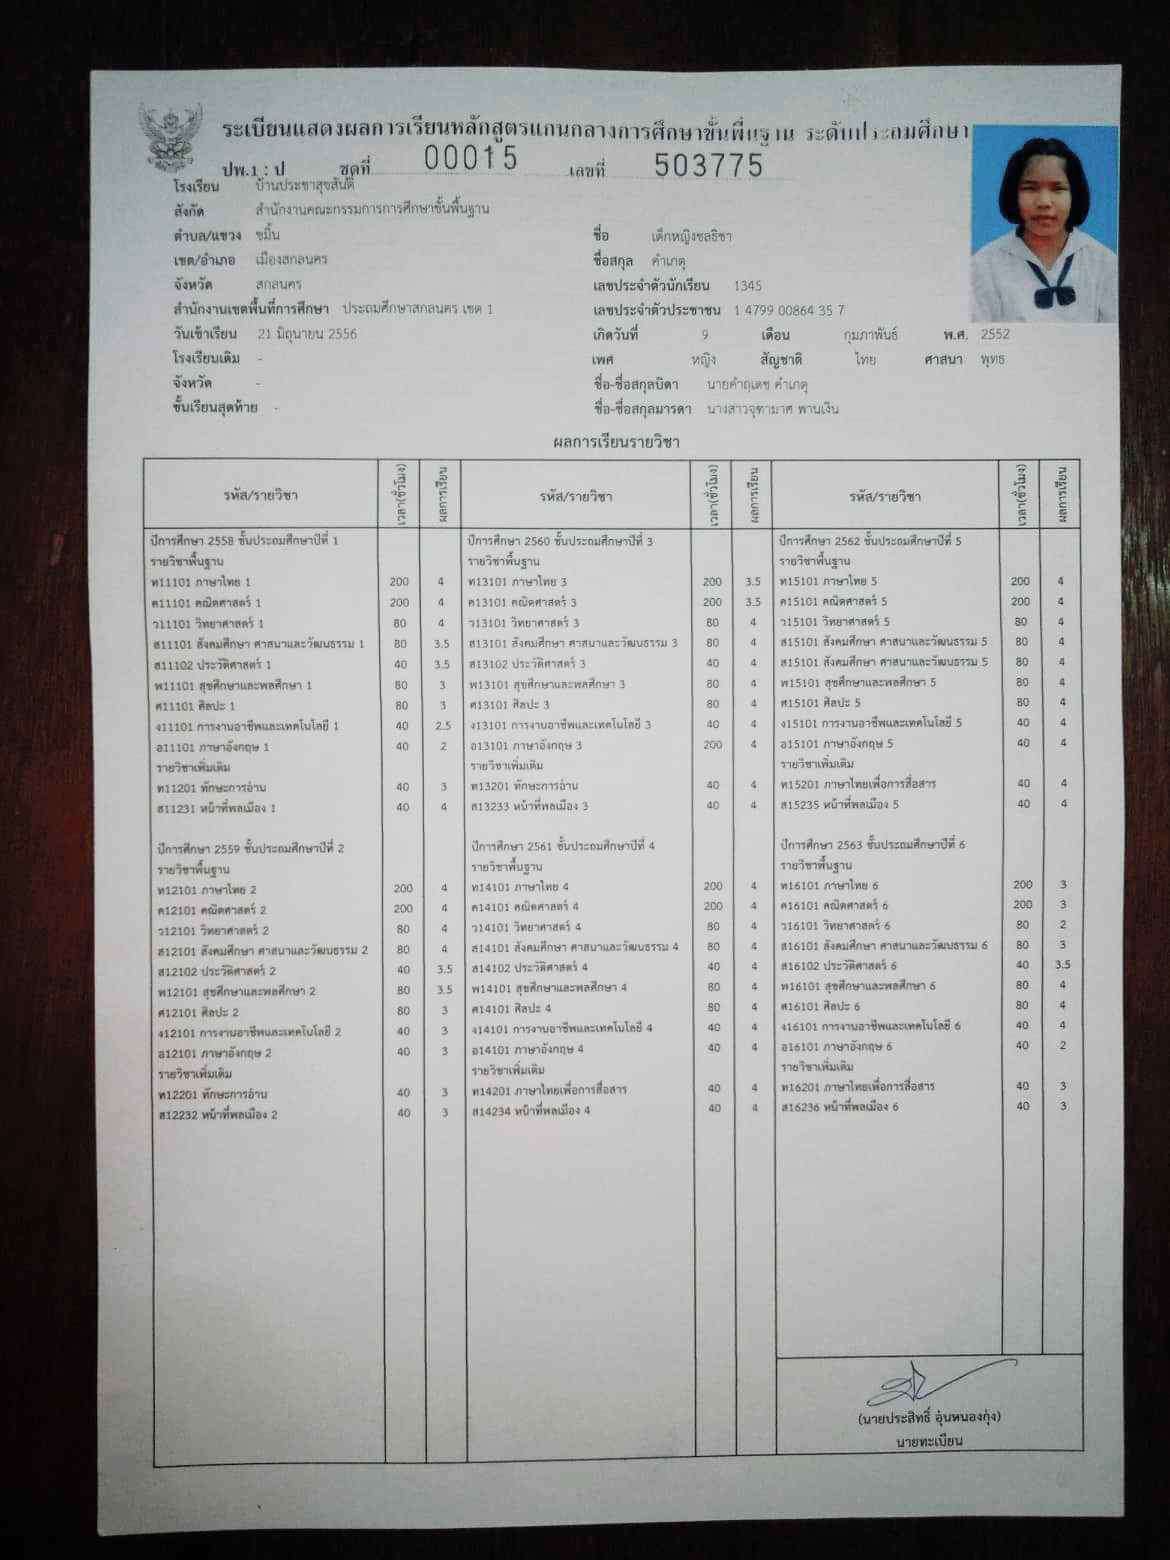 ระเบียนแสดงผลการเรียนหลักสูตรแกนกลางการศึกษาขั้นพื้นฐาน ระดับประถมศึกษา
ปพ.1 : ป ชุดที่ 00015 เลขที่ 503775
โรงเรียน บ้านประชาสุขสันติ์
สังกัด สำนักงานคณะกรรมการการศึกษาขั้นพื้นฐาน
ตำบล/แขวง ขมิ้น ชื่อ เด็กหญิงชลธิชา
เขต/อำเภอ เมืองสกลนคร ชื่อสกุล คำเกตุ
จังหวัด สกลนคร เลขประจำตัวนักเรียน 1345
สำนักงานเขตพื้นที่การศึกษา ประถมศึกษาสกลนคร เขต 1 เลขประจำตัวประชาชน 1 4799 00864 35 7
วันเข้าเรียน 21 มิถุนายน 2556 เกิดวันที่ 9 เดือน กุมภาพันธ์ พ.ศ. 2552
โรงเรียนเดิม - เพศ หญิง สัญชาติ ไทย ศาสนา พุทธ
จังหวัด - ชื่อ-ชื่อสกุลบิดา นายคำฤเดช คำเกตุ
ชั้นเรียนสุดท้าย - ชื่อ-ชื่อสกุลมารดา นางสาวจุฑามาศ พานเงิน
ผลการเรียนรายวิชา
รหัส/รายวิชา เวลา(ชั่วโมง) ผลการเรียน รหัส/รายวิชา เวลา(ชั่วโมง) ผลการเรียน รหัส/รายวิชา เวลา(ชั่วโมง) ผลการเรียน
ปีการศึกษา 2558 ชั้นประถมศึกษาปีที่ 1
รายวิชาพื้นฐาน
ท11101 ภาษาไทย 1 200 4
ค11101 คณิตศาสตร์ 1 200 4
ว11101 วิทยาศาสตร์ 1 80 4
ส11101 สังคมศึกษา ศาสนาและวัฒนธรรม 1 80 3.5
ส11102 ประวัติศาสตร์ 1 40 3.5
พ11101 สุขศึกษาและพลศึกษา 1 80 3
ศ11101 ศิลปะ 1 80 3
ง11101 การงานอาชีพและเทคโนโลยี 1 40 2.5
อ11101 ภาษาอังกฤษ 1 40 2
รายวิชาเพิ่มเติม
ท11201 ทักษะการอ่าน 40 3
ส11231 หน้าที่พลเมือง 1 40 4
ปีการศึกษา 2559 ชั้นประถมศึกษาปีที่ 2
รายวิชาพื้นฐาน
ท12101 ภาษาไทย 2 200 4
ค12101 คณิตศาสตร์ 2 200 4
ว12101 วิทยาศาสตร์ 2 80 4
ส12101 สังคมศึกษา ศาสนาและวัฒนธรรม 2 80 4
ส12102 ประวัติศาสตร์ 2 40 3.5
พ12101 สุขศึกษาและพลศึกษา 2 80 3.5
ศ12101 ศิลปะ 2 80 3
ง12101 การงานอาชีพและเทคโนโลยี 2 40 3
อ12101 ภาษาอังกฤษ 2 40 3
รายวิชาเพิ่มเติม
ท12201 ทักษะการอ่าน 40 3
ส12232 หน้าที่พลเมือง 2 40 3
ปีการศึกษา 2560 ชั้นประถมศึกษาปีที่ 3
รายวิชาพื้นฐาน
ท13101 ภาษาไทย 3 200 3.5
ค13101 คณิตศาสตร์ 3 200 3.5
ว13101 วิทยาศาสตร์ 3 80 4
ส13101 สังคมศึกษา ศาสนาและวัฒนธรรม 3 80 4
ส13102 ประวัติศาสตร์ 3 40 4
พ13101 สุขศึกษาและพลศึกษา 3 80 4
ศ13101 ศิลปะ 3 80 4
ง13101 การงานอาชีพและเทคโนโลยี 3 40 4
อ13101 ภาษาอังกฤษ 3 200 4
รายวิชาเพิ่มเติม
ท13201 ทักษะการอ่าน 40 4
ส13233 หน้าที่พลเมือง 3 40 4
ปีการศึกษา 2561 ชั้นประถมศึกษาปีที่ 4
รายวิชาพื้นฐาน
ท14101 ภาษาไทย 4 200 4
ค14101 คณิตศาสตร์ 4 200 4
ว14101 วิทยาศาสตร์ 4 80 4
ส14101 สังคมศึกษา ศาสนาและวัฒนธรรม 4 80 4
ส14102 ประวัติศาสตร์ 4 40 4
พ14101 สุขศึกษาและพลศึกษา 4 80 4
ศ14101 ศิลปะ 4 80 4
ง14101 การงานอาชีพและเทคโนโลยี 4 40 4
อ14101 ภาษาอังกฤษ 4 40 4
รายวิชาเพิ่มเติม
ท14201 ภาษาไทยเพื่อการสื่อสาร 40 4
ส14234 หน้าที่พลเมือง 4 40 4
ปีการศึกษา 2562 ชั้นประถมศึกษาปีที่ 5
รายวิชาพื้นฐาน
ท15101 ภาษาไทย 5 200 4
ค15101 คณิตศาสตร์ 5 200 4
ว15101 วิทยาศาสตร์ 5 80 4
ส15101 สังคมศึกษา ศาสนาและวัฒนธรรม 5 80 4
ส15101 สังคมศึกษา ศาสนาและวัฒนธรรม 5 80 4
พ15101 สุขศึกษาและพลศึกษา 5 80 4
ศ15101 ศิลปะ 5 80 4
ง15101 การงานอาชีพและเทคโนโลยี 5 40 4
อ15101 ภาษาอังกฤษ 5 40 4
รายวิชาเพิ่มเติม
ท15201 ภาษาไทยเพื่อการสื่อสาร 40 4
ส15235 หน้าที่พลเมือง 5 40 4
ปีการศึกษา 2563 ชั้นประถมศึกษาปีที่ 6
รายวิชาพื้นฐาน
ท16101 ภาษาไทย 6 200 3
ค16101 คณิตศาสตร์ 6 200 3
ว16101 วิทยาศาสตร์ 6 80 2
ส16101 สังคมศึกษา ศาสนาและวัฒนธรรม 6 80 3
ส16102 ประวัติศาสตร์ 6 40 3.5
พ16101 สุขศึกษาและพลศึกษา 6 80 4
ศ16101 ศิลปะ 6 80 4
ง16101 การงานอาชีพและเทคโนโลยี 6 40 4
อ16101 ภาษาอังกฤษ 6 40 2
รายวิชาเพิ่มเติม
ท16201 ภาษาไทยเพื่อการสื่อสาร 40 3
ส16236 หน้าที่พลเมือง 6 40 3
(นายประสิทธิ์ อุ่นหนองกุ่ง)
นายทะเบียน